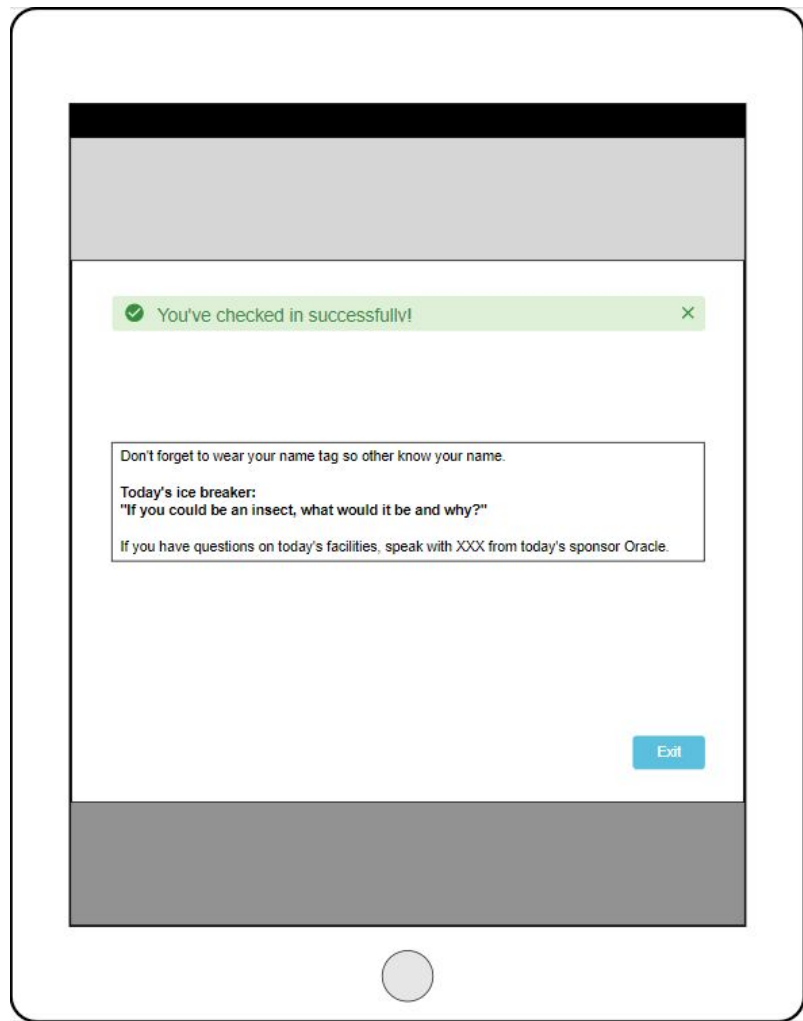 You've checked in successfully!
Don't forget to wear your name tag so other know your name.
Today's ice breaker:
"If you could be an insect, what would it be and why?"
If you have questions on today's facilities, speak with XXX from today's sponsor Oracle.
Exit